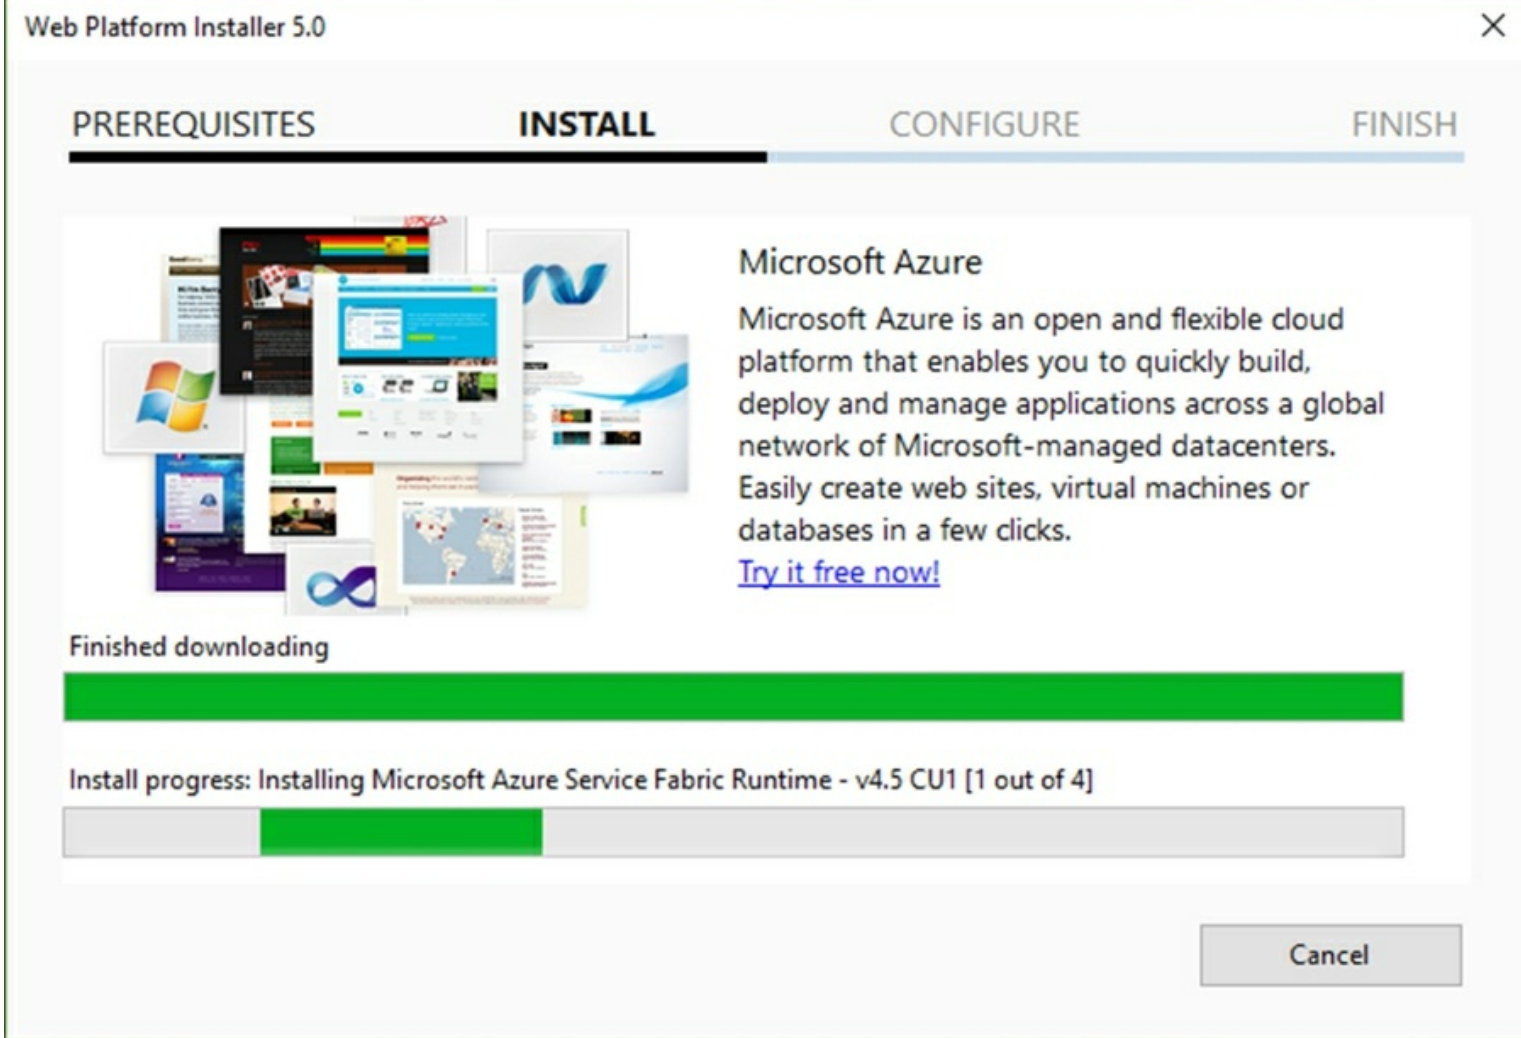 Web Platform Installer 5.0
PREREQUISITES
INSTALL
CONFIGURE
FINISH
Microsoft Azure
Microsoft Azure is an open and flexible cloud
platform that enables you to quickly build,
deploy and manage applications across a global
network of Microsoft-managed datacenters.
Easily create web sites, virtual machines or
databases in a few clicks.
Try it free now!
Finished downloading
Install progress: Installing Microsoft Azure Service Fabric Runtime - v4.5 CU1 [1 out of 4]
Cancel